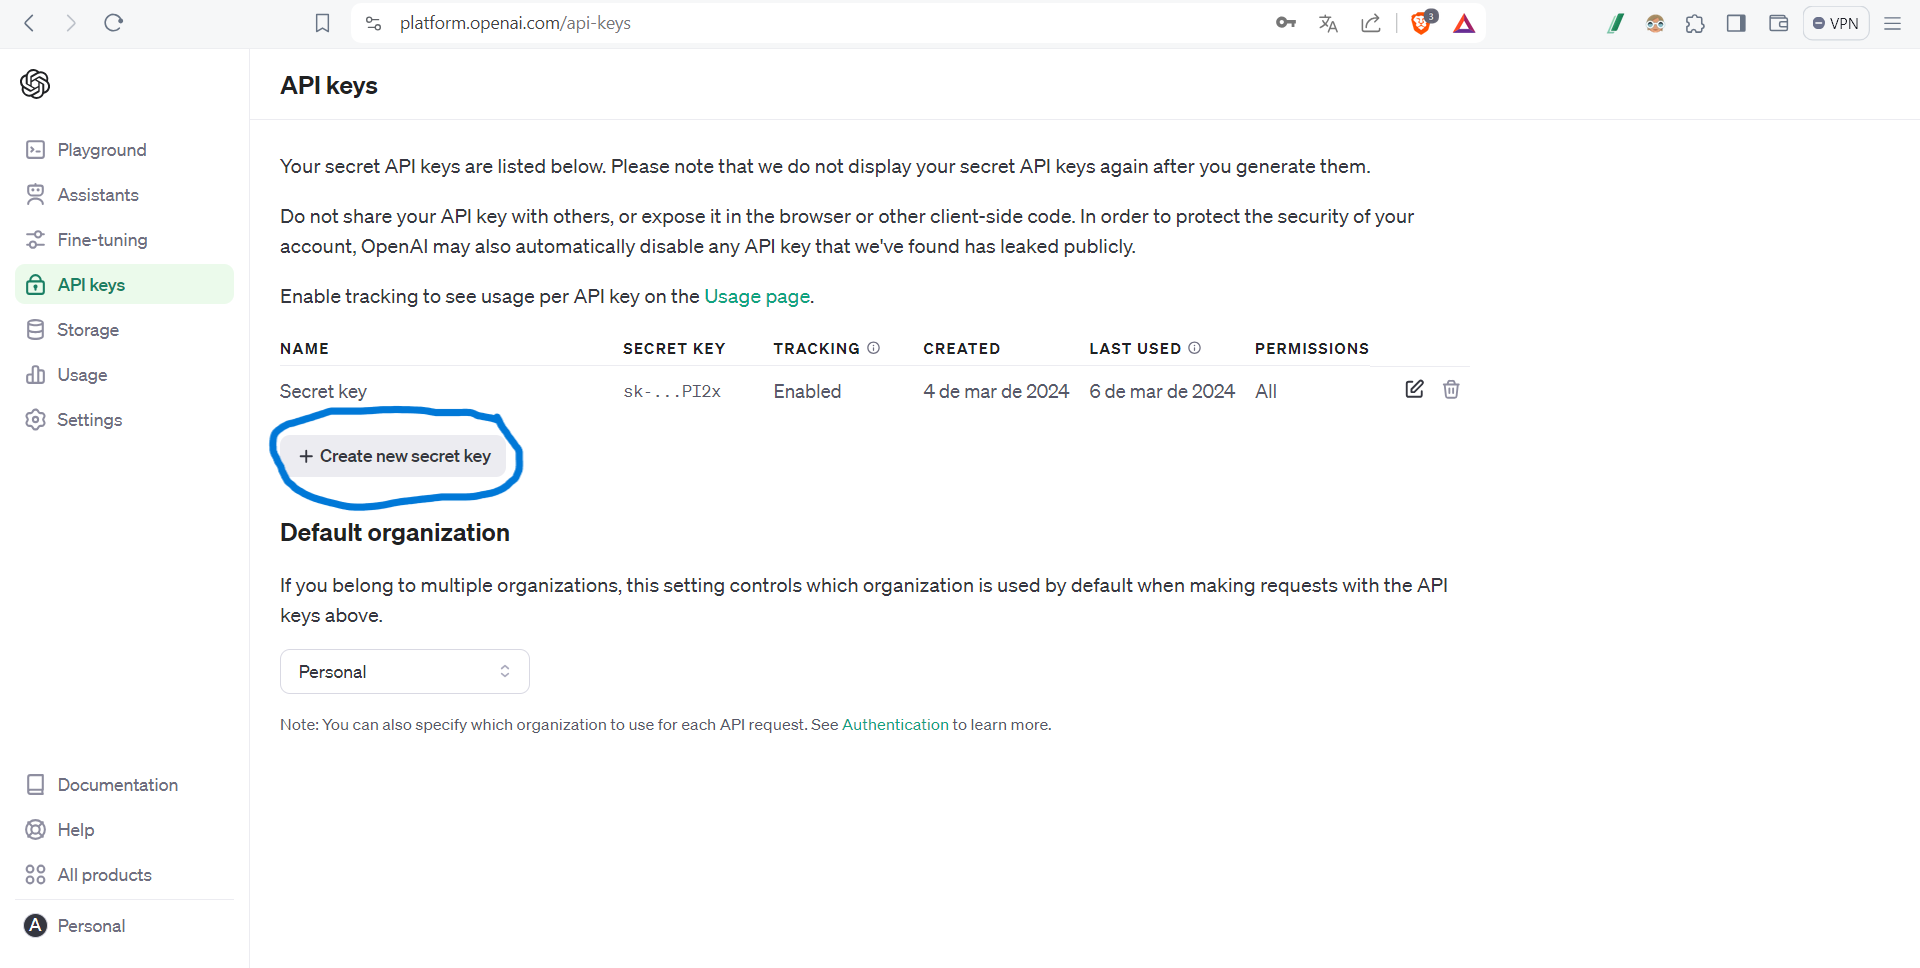 platform.openai.com/api-keys
3
VPN
API keys
Playground
Assistants
Fine-tuning
API keys
Storage
Usage
Settings
Your secret API keys are listed below. Please note that we do not display your secret API keys again after you generate them.
Do not share your API key with others, or expose it in the browser or other client-side code. In order to protect the security of your
account, OpenAI may also automatically disable any API key that we've found has leaked publicly.
Enable tracking to see usage per API key on the Usage page.
NAME SECRET KEY TRACKING CREATED LAST USED PERMISSIONS
Secret key sk-...PI2x Enabled 4 de mar de 2024 6 de mar de 2024 All
+ Create new secret key
Default organization
If you belong to multiple organizations, this setting controls which organization is used by default when making requests with the API
keys above.
Personal
Note: You can also specify which organization to use for each API request. See Authentication to learn more.
Documentation
Help
All products
A Personal